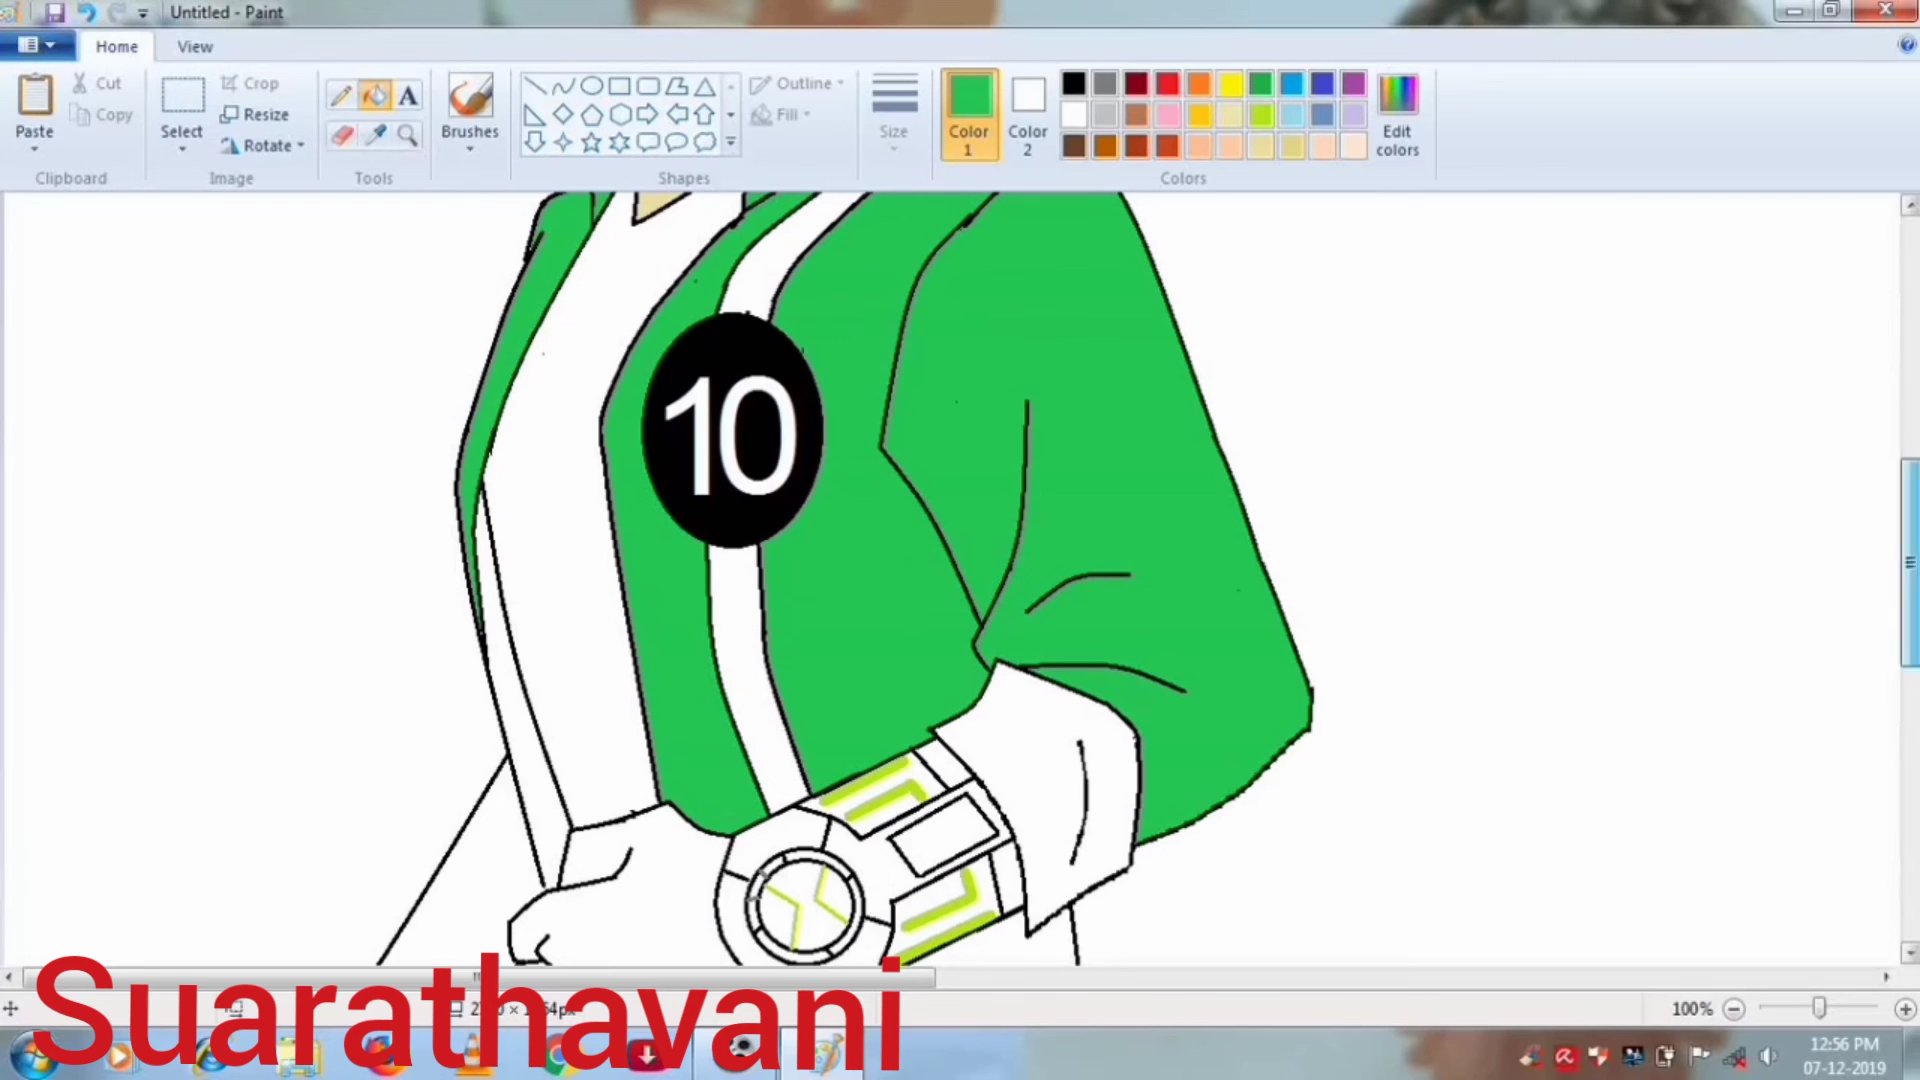 Untitled - Paint
Home View
Cut
Copy
Paste
Clipboard
Select
Crop
Resize
Rotate
Image
A
Tools
Brushes
Shapes
Outline
Fill
Size
Color 1
Color 2
Edit colors
Colors
10
100%
Suarathavani
12:56 PM
07-12-2019